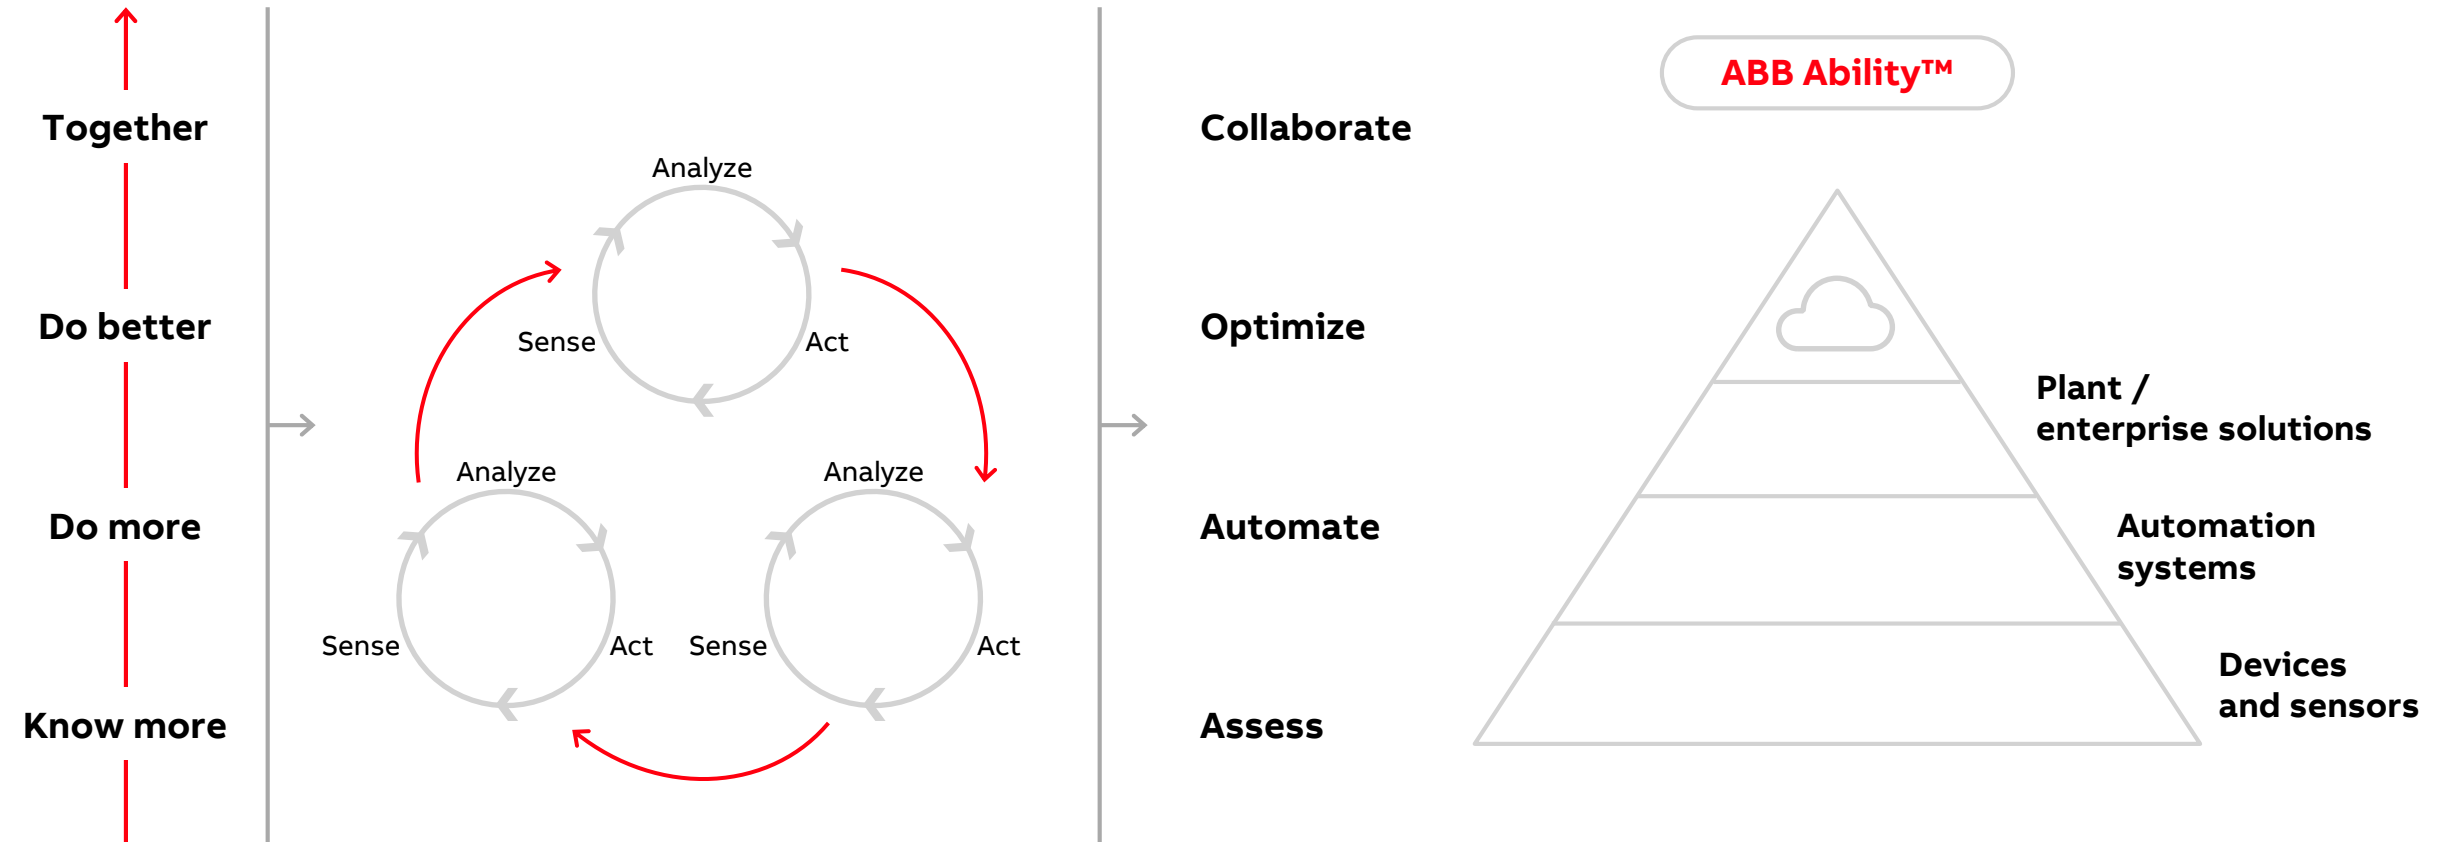 Together
Do better
Do more
Know more
Analyze
Sense
Act
Analyze
Sense
Act
Analyze
Sense
Act
Collaborate
Optimize
Automate
Assess
ABB Ability™
Plant /
enterprise solutions
Automation
systems
Devices
and sensors